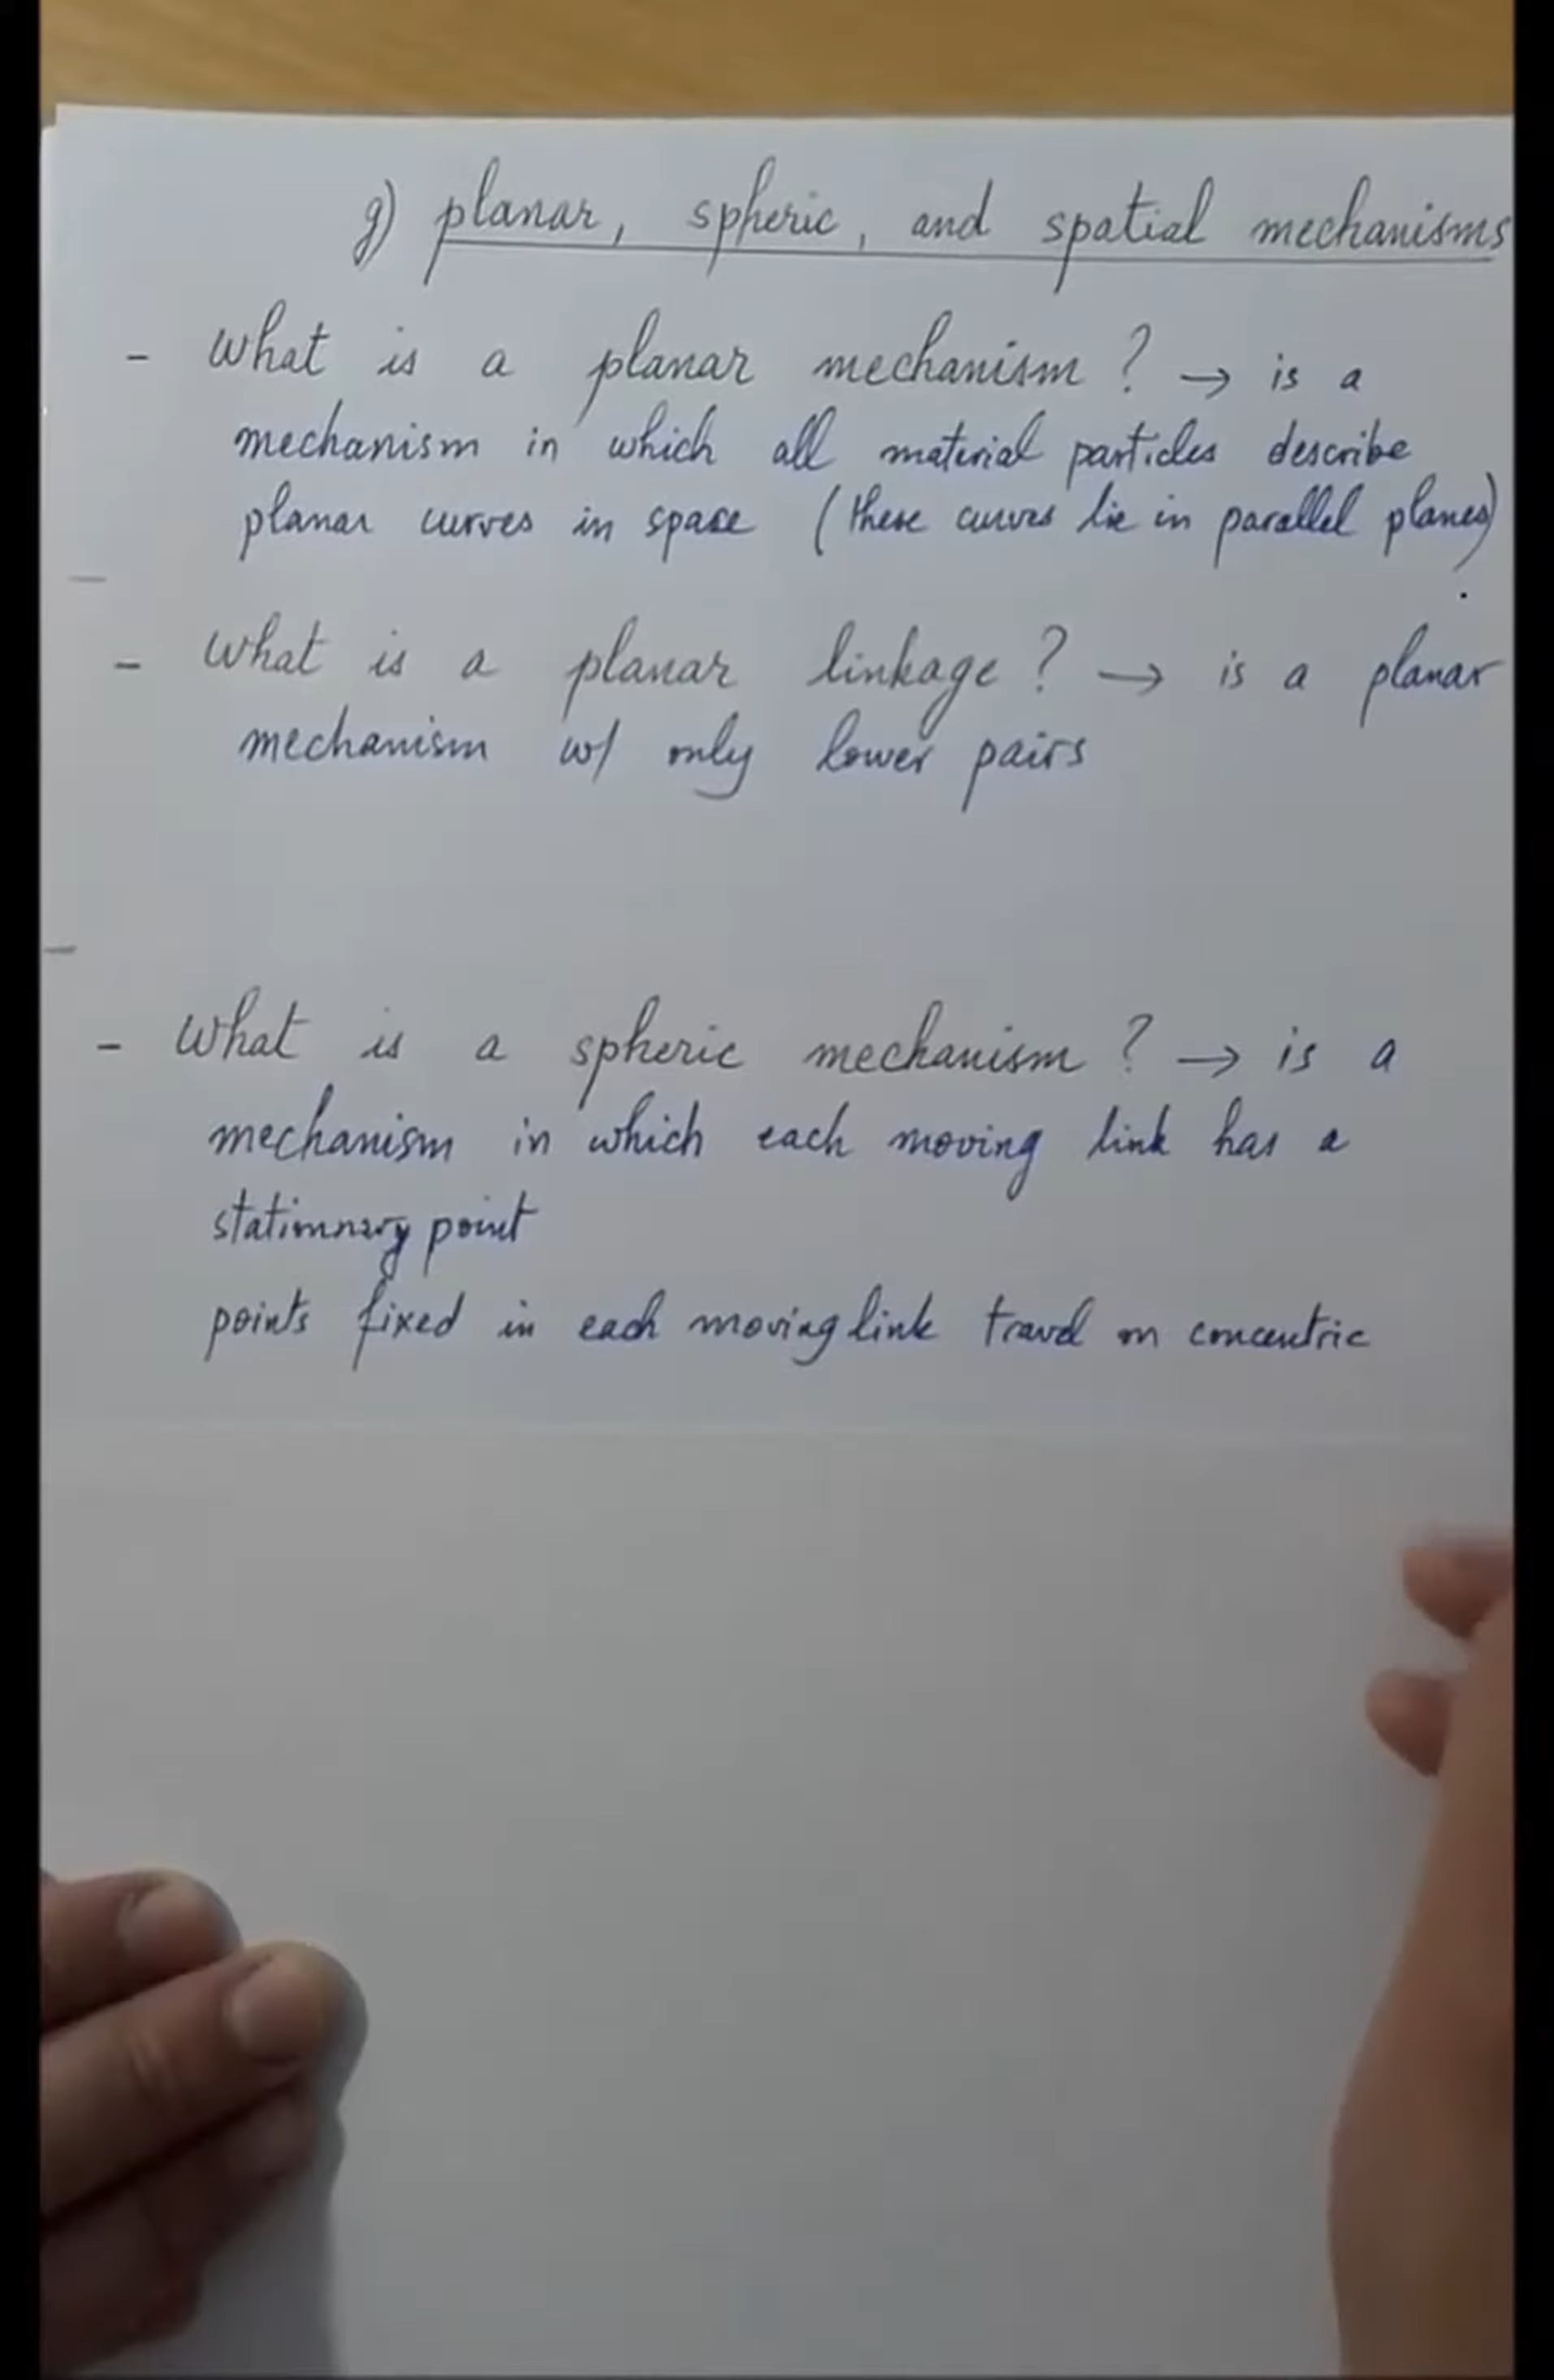 g) planar, spheric, and spatial mechanisms
- What is a planar mechanism? → is a
mechanism in which all material particles describe
planar curves in space (these curves lie in parallel planes)
- What is a planar linkage? → is a planar
mechanism w/ only lower pairs
- What is a spheric mechanism? → is a
mechanism in which each moving link has a
stationnary point
points fixed in each moving link travel on concentric